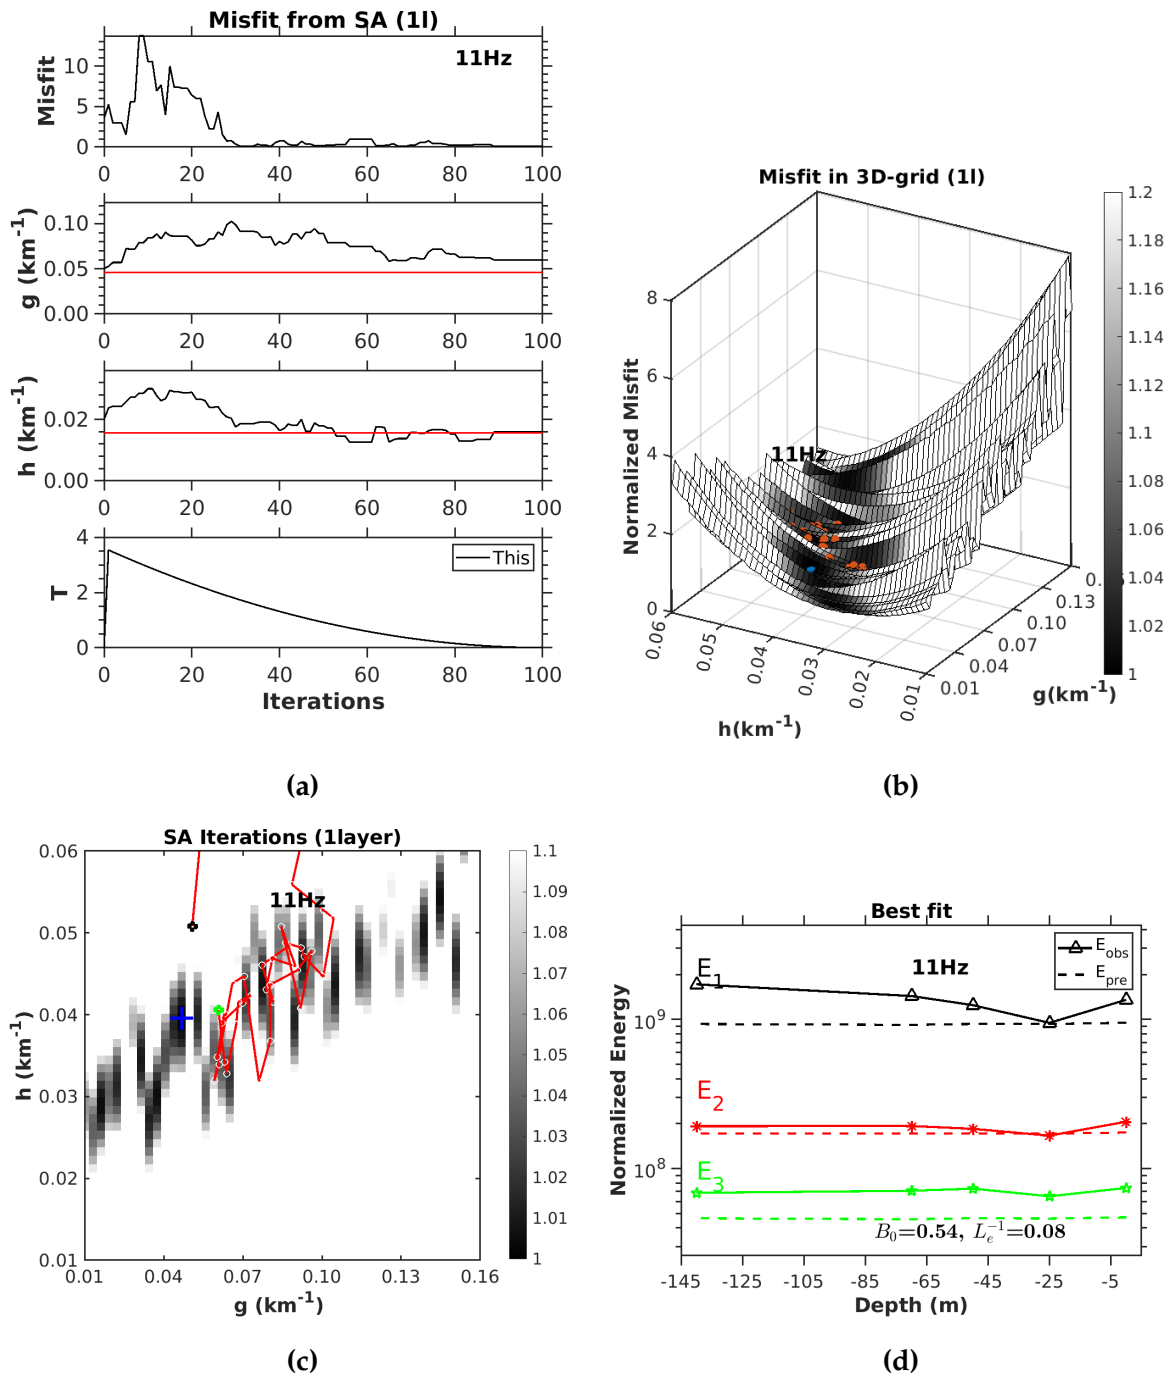 Misfit from SA (1l)
11Hz
Misfit
10
5
0
0 20 40 60 80 100
g (km-1)
0.10
0.05
0.00
0 20 40 60 80 100
h (km-1)
0.02
0.00
0 20 40 60 80 100
T
4
2
0
This
0 20 40 60 80 100
Iterations
(a)
Misfit in 3D-grid (1l)
Normalized Misfit
8
6
4
2
0
11Hz
0.06 0.05 0.04 0.03 0.02 0.01
h(km-1)
0.01 0.04 0.07 0.10 0.13
g(km-1)
1.2
1.18
1.16
1.14
1.12
1.1
1.08
1.06
1.04
1.02
1
(b)
SA Iterations (1layer)
h (km-1)
0.06
0.05
0.04
0.03
0.02
0.01
11Hz
0.01 0.04 0.07 0.10 0.13 0.16
g (km-1)
1.1
1.09
1.08
1.07
1.06
1.05
1.04
1.03
1.02
1.01
1
(c)
Best fit
Normalized Energy
10^9
10^8
E1
11Hz
Eobs
Epre
E2
E3
B0=0.54, Le^-1=0.08
-145 -125 -105 -85 -65 -45 -25 -5
Depth (m)
(d)